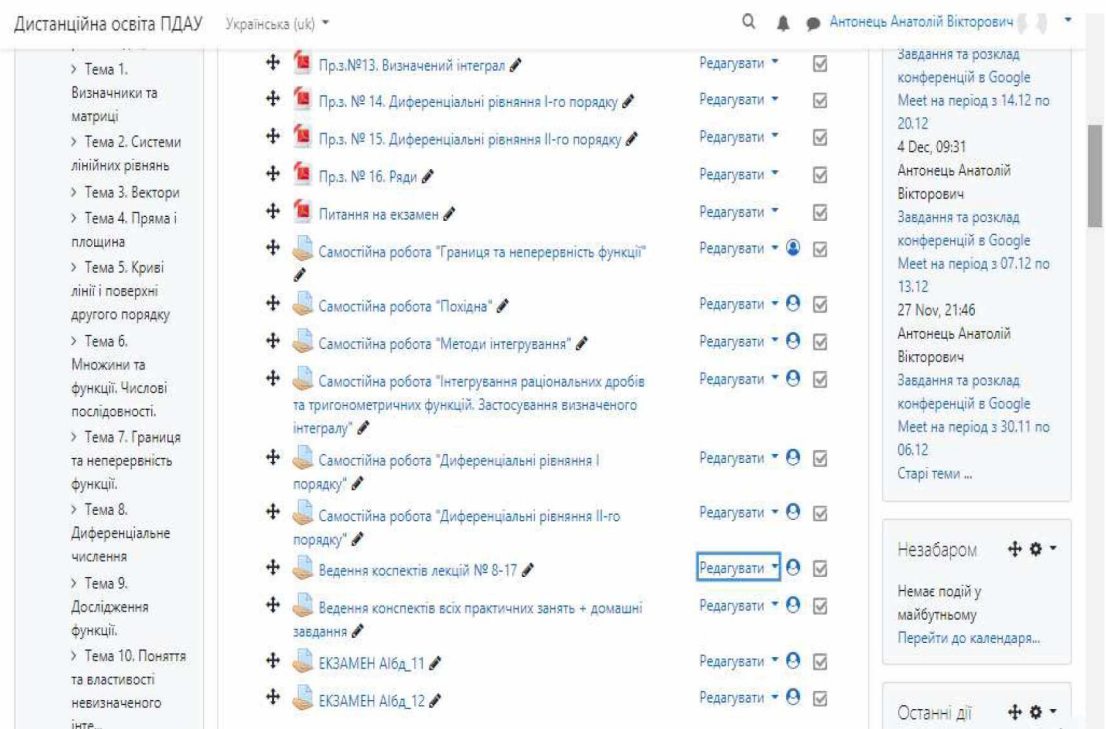 Дистанційна освіта ПДАУ Українська (uk) Антонець Анатолій Вікторович
> Тема 1.
Визначники та
матриці
> Тема 2. Системи
лінійних рівнянь
> Тема 3. Вектори
> Тема 4. Пряма і
площина
> Тема 5. Криві
лінії і поверхні
другого порядку
> Тема 6.
Множини та
функції. Числові
послідовності.
> Тема 7. Границя
та неперервність
функції.
> Тема 8.
Диференціальне
числення
> Тема 9.
Дослідження
функції.
> Тема 10. Поняття
та властивості
невизначеного
інте...
Пр.з.№13. Визначений інтеграл Редагувати
Пр.з. № 14. Диференціальні рівняння І-го порядку Редагувати
Пр.з. № 15. Диференціальні рівняння ІІ-го порядку Редагувати
Пр.з. № 16. Ряди Редагувати
Питання на екзамен Редагувати
Самостійна робота "Границя та неперервність функції" Редагувати
Самостійна робота "Похідна" Редагувати
Самостійна робота "Методи інтегрування" Редагувати
Самостійна робота "Інтегрування раціональних дробів Редагувати
та тригонометричних функцій. Застосування визначеного
інтегралу"
Самостійна робота "Диференціальні рівняння І Редагувати
порядку"
Самостійна робота "Диференціальні рівняння ІІ-го Редагувати
порядку"
Ведення коспектів лекцій № 8-17 Редагувати
Ведення конспектів всіх практичних занять + домашні Редагувати
завдання
ЕКЗАМЕН АІбд_11 Редагувати
ЕКЗАМЕН АІбд_12 Редагувати
Завдання та розклад
конференцій в Google
Meet на період з 14.12 по
20.12
4 Dec, 09:31
Антонець Анатолій
Вікторович
Завдання та розклад
конференцій в Google
Meet на період з 07.12 по
13.12
27 Nov, 21:46
Антонець Анатолій
Вікторович
Завдання та розклад
конференцій в Google
Meet на період з 30.11 по
06.12
Старі теми ...
Незабаром
Немає подій у
майбутньому
Перейти до календаря...
Останні дії